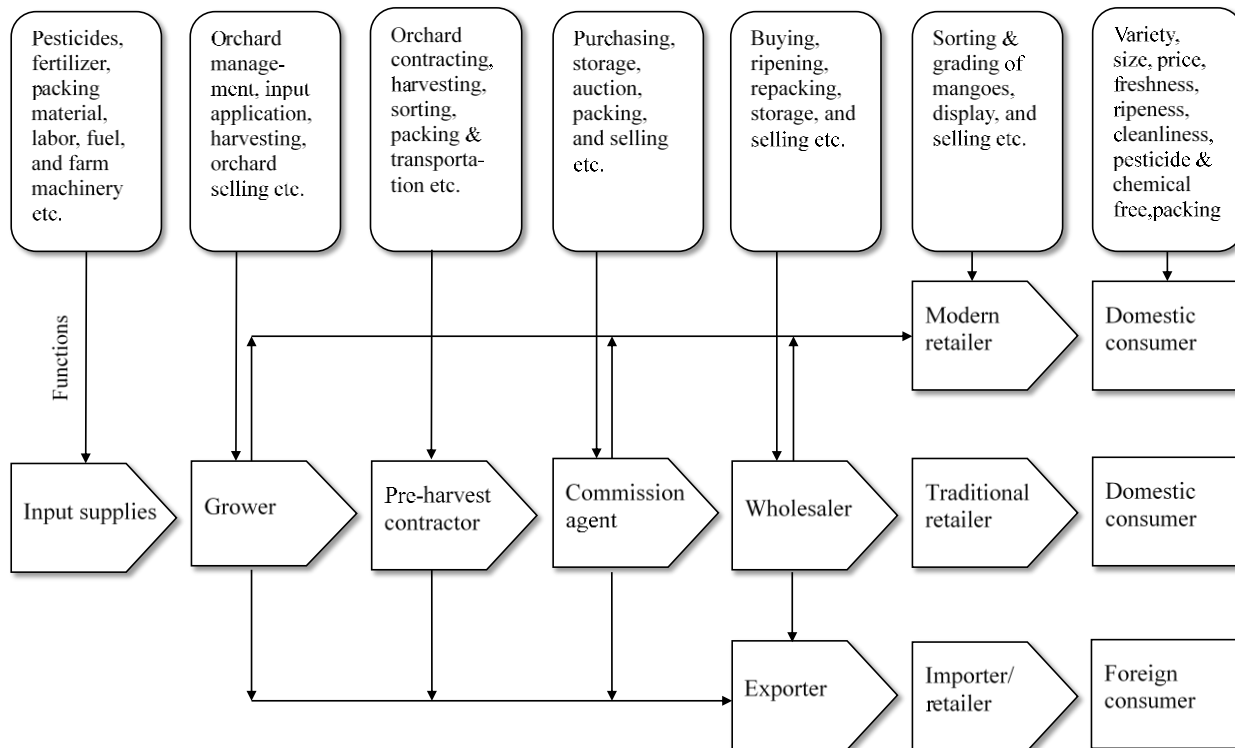 Pesticides,
fertilizer,
packing
material,
labor, fuel,
and farm
machinery
etc.
Orchard
manage-
ment, input
application,
harvesting,
orchard
selling etc.
Orchard
contracting,
harvesting,
sorting,
packing &
transporta-
tion etc.
Purchasing,
storage,
auction,
packing,
and selling
etc.
Buying,
ripening,
repacking,
storage, and
selling etc.
Sorting &
grading of
mangoes,
display, and
selling etc.
Variety,
size, price,
freshness,
ripeness,
cleanliness,
pesticide &
chemical
free,packing
Functions
Modern
retailer
Domestic
consumer
Input supplies
Grower
Pre-harvest
contractor
Commission
agent
Wholesaler
Traditional
retailer
Domestic
consumer
Exporter
Importer/
retailer
Foreign
consumer